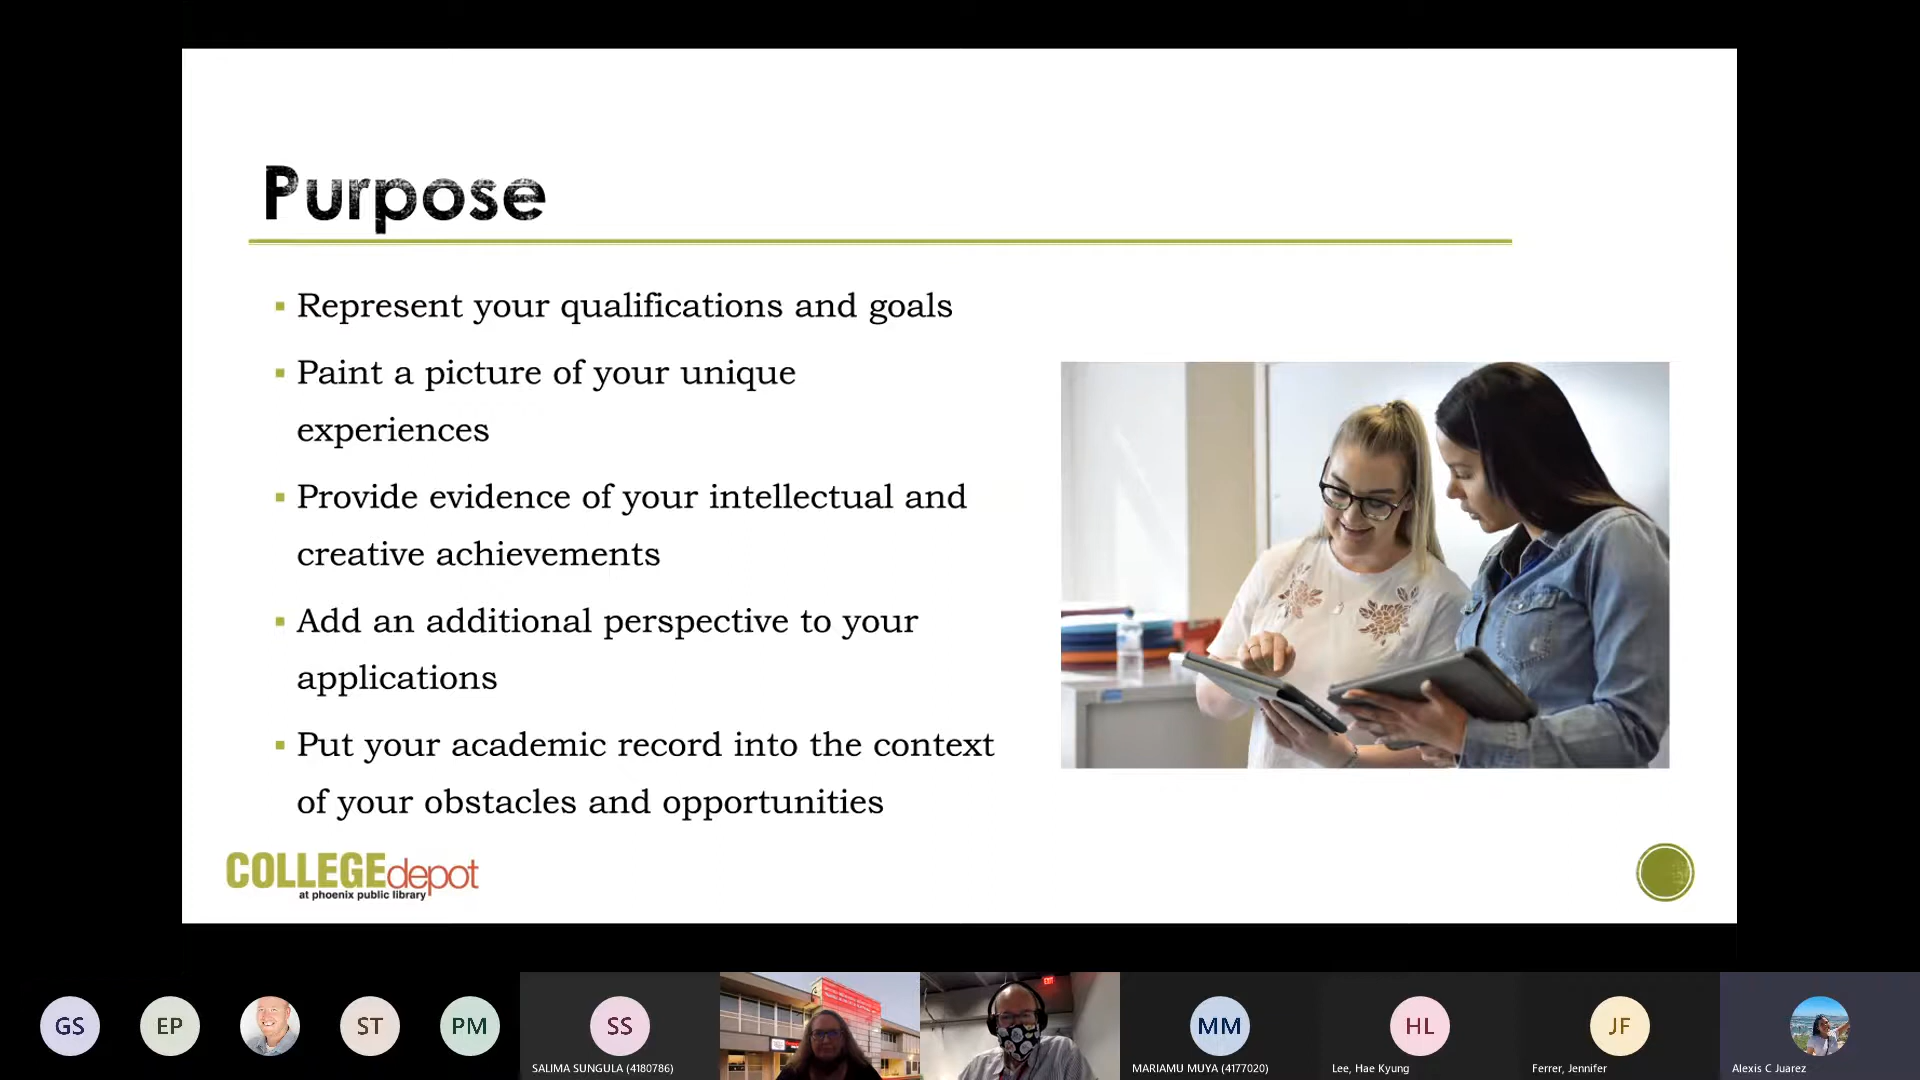 Purpose
Represent your qualifications and goals
Paint a picture of your unique
experiences
Provide evidence of your intellectual and
creative achievements
Add an additional perspective to your
applications
Put your academic record into the context
of your obstacles and opportunities
COLLEGEdepot
at phoenix public library
GS
EP
ST
PM
SS
MM
HL
JF
EXIT
SALIMA SUNGULA (4180786)
MARIAMU MUYA (4177020)
Lee, Hae Kyung
Ferrer, Jennifer
Alexis C Juarez